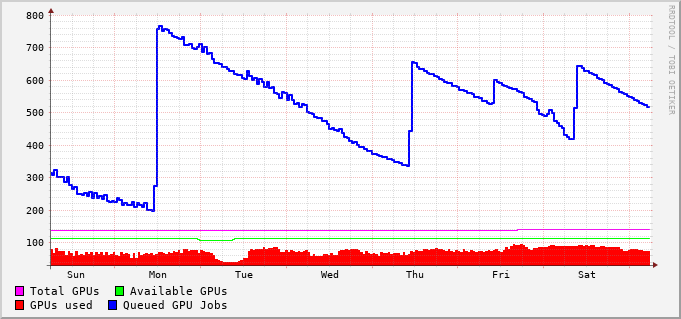 800
700
600
500
400
300
200
100
Sun Mon Tue Wed Thu Fri Sat
Total GPUs Available GPUs
GPUs used Queued GPU Jobs
RRDTOOL / TOBI OETIKER